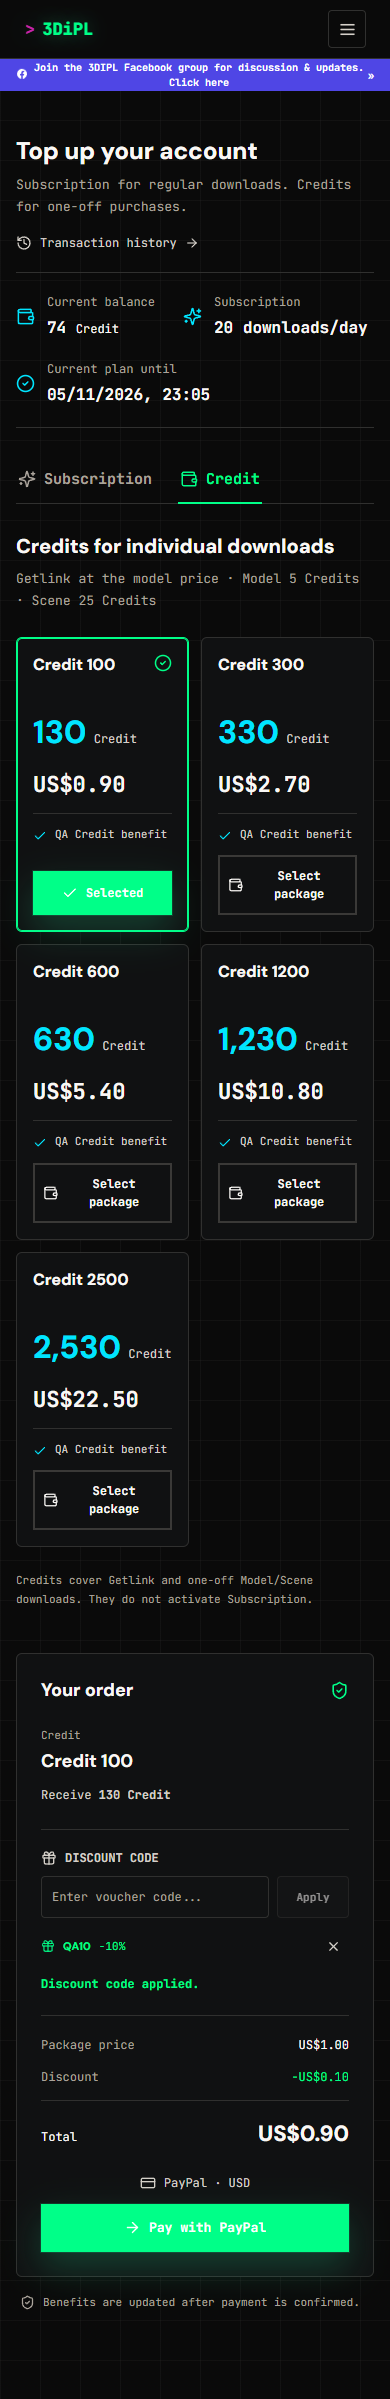 > 3DiPL
Join the 3DIPL Facebook group for discussion & updates.
Click here »
Top up your account
Subscription for regular downloads. Credits
for one-off purchases.
Transaction history →
Current balance
74 Credit
Subscription
20 downloads/day
Current plan until
05/11/2026, 23:05
Subscription
Credit
Credits for individual downloads
Getlink at the model price · Model 5 Credits
· Scene 25 Credits
Credit 100
130 Credit
US$0.90
QA Credit benefit
Selected
Credit 300
330 Credit
US$2.70
QA Credit benefit
Select
package
Credit 600
630 Credit
US$5.40
QA Credit benefit
Select
package
Credit 1200
1,230 Credit
US$10.80
QA Credit benefit
Select
package
Credit 2500
2,530 Credit
US$22.50
QA Credit benefit
Select
package
Credits cover Getlink and one-off Model/Scene
downloads. They do not activate Subscription.
Your order
Credit
Credit 100
Receive 130 Credit
DISCOUNT CODE
Enter voucher code...
Apply
QA10 -10%
Discount code applied.
Package price US$1.00
Discount -US$0.10
Total US$0.90
PayPal · USD
→ Pay with PayPal
Benefits are updated after payment is confirmed.